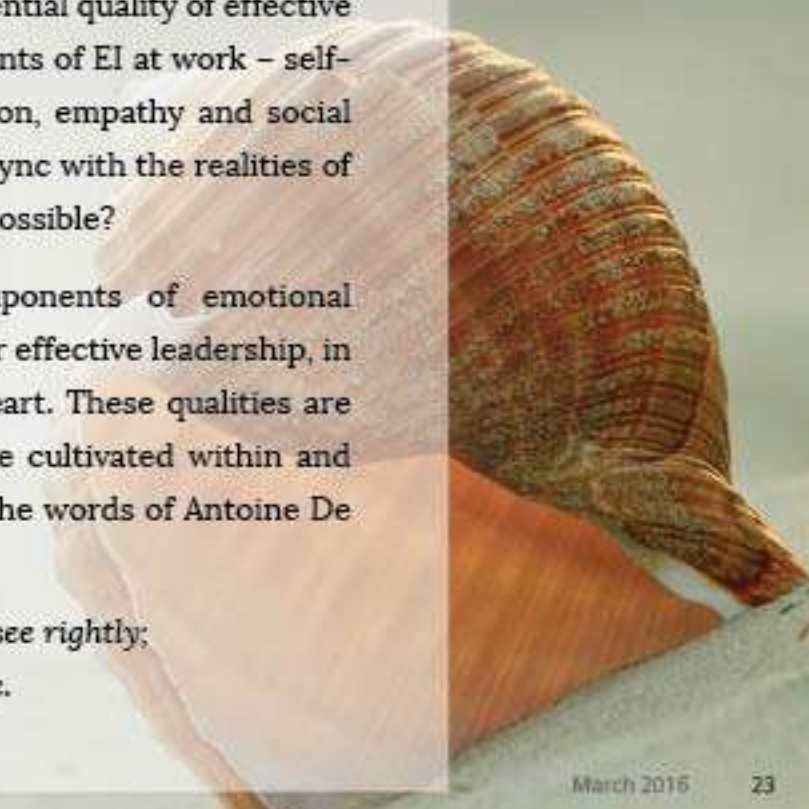 ential quality of effective
nts of EI at work – self-
on, empathy and social
ync with the realities of
ossible?
ponents of emotional
r effective leadership, in
eart. These qualities are
e cultivated within and
he words of Antoine De
see rightly;
e.
March 2016 23